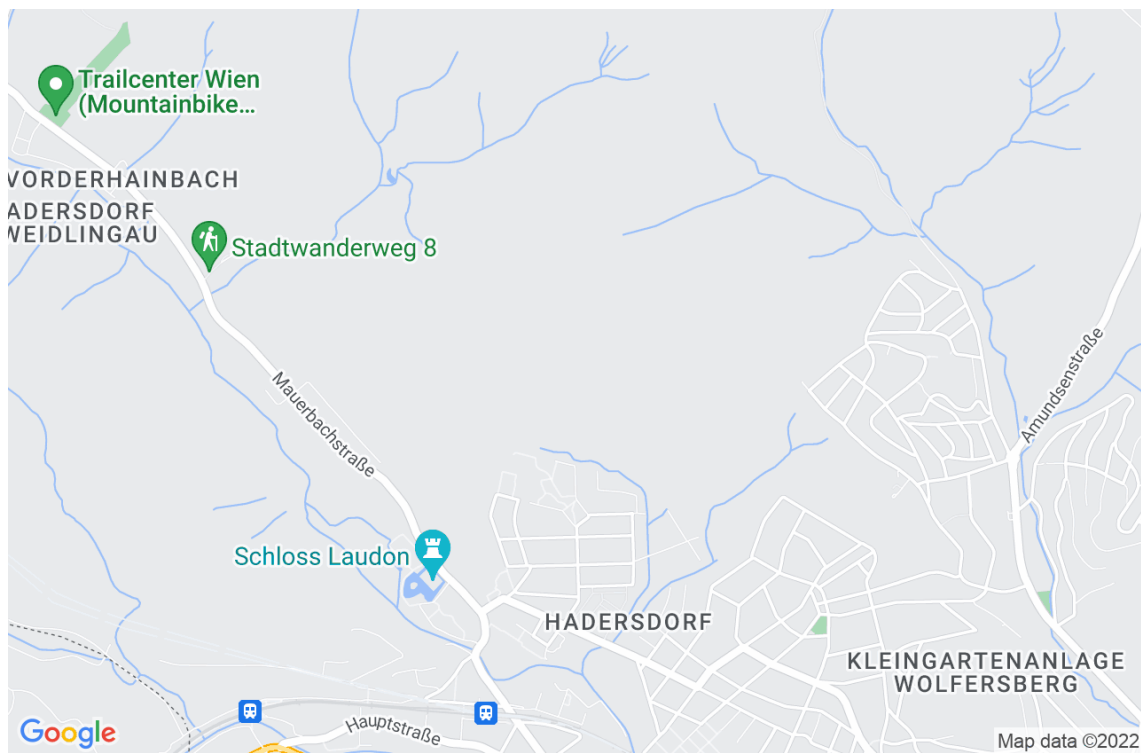 Trailcenter Wien
(Mountainbike...
VORDERHAINBACH
ADERSDORF
WEIDLINGAU
Stadtwanderweg 8
Amundsenstraße
Mauerbachstraße
Schloss Laudon
HADERSDORF
KLEINGARTENANLAGE
WOLFERSBERG
Hauptstraße
Google
Map data ©2022